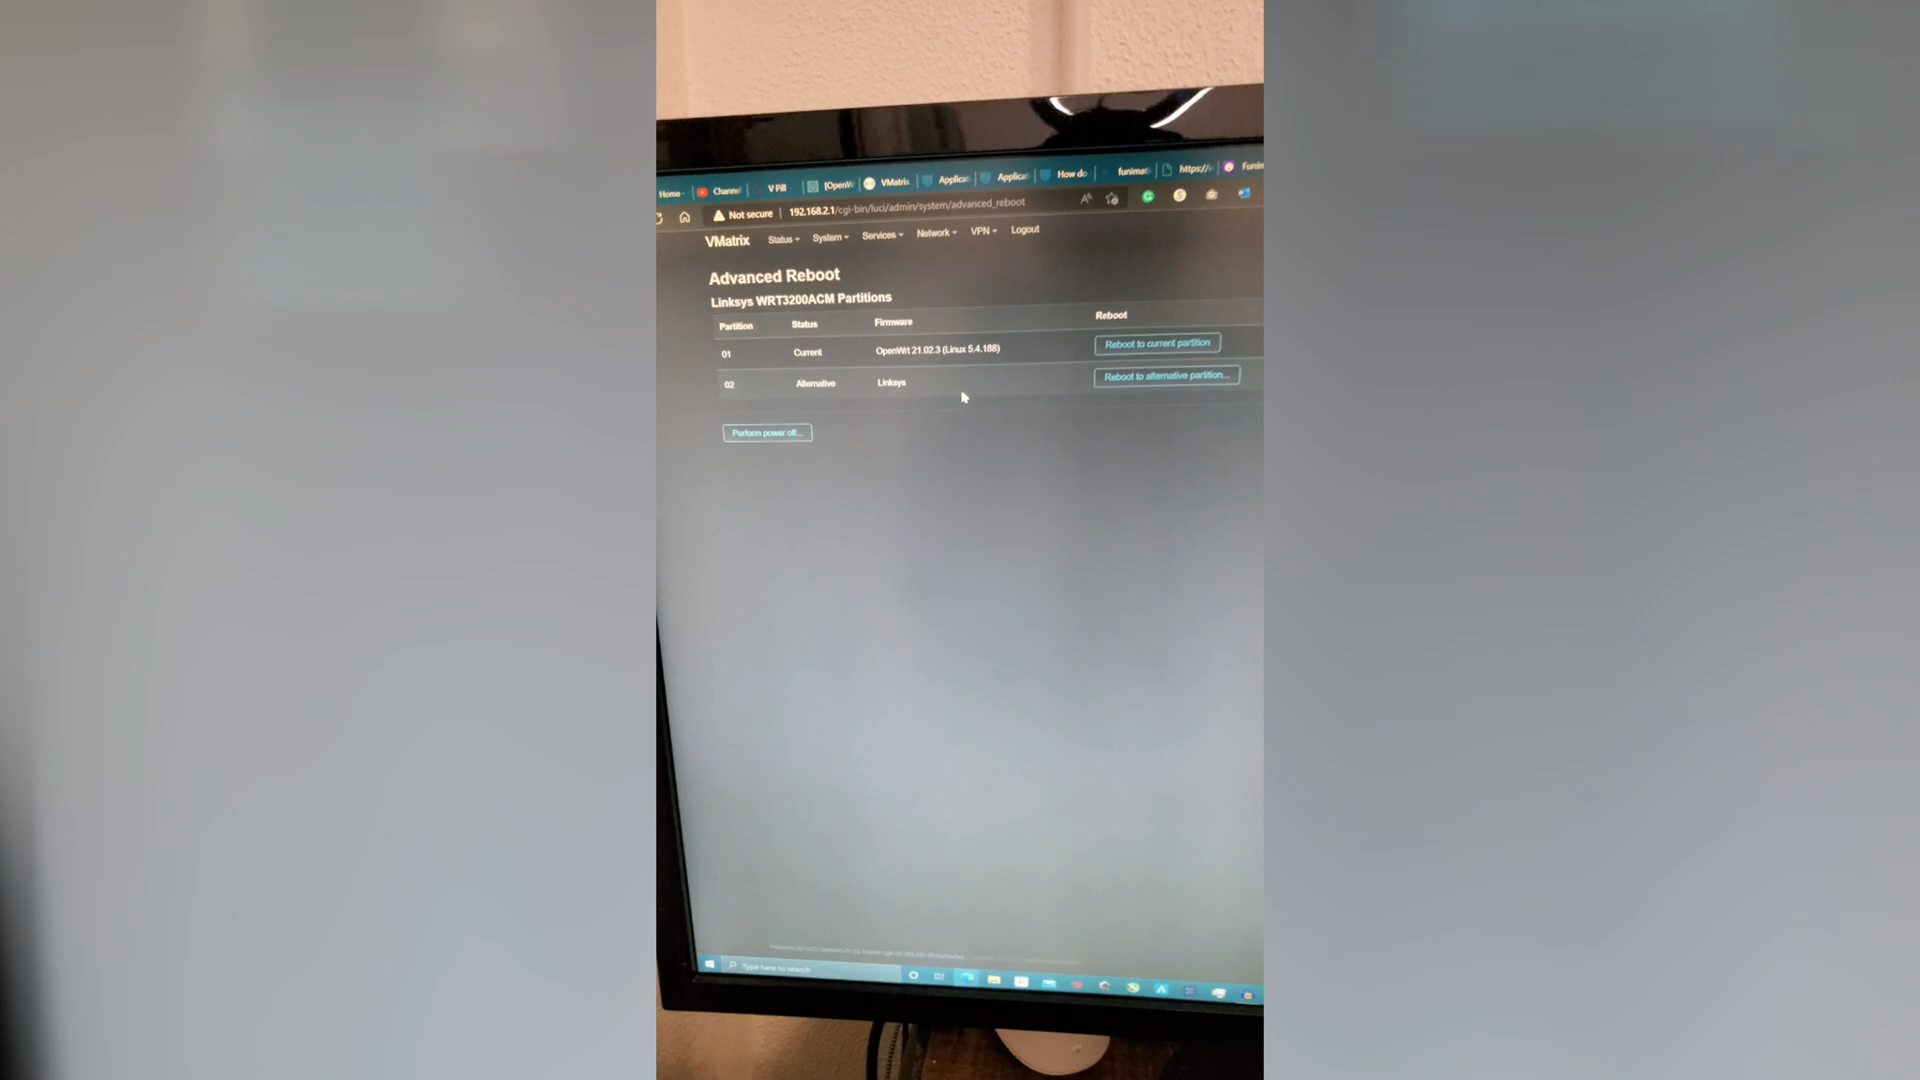 Home - Channel V Pill [OpenW VMatrix Applicat Applicat How do funimat https:// Funim
Not secure 192.168.2.1/cgi-bin/luci/admin/system/advanced_reboot
VMatrix Status System Services Network VPN Logout
Advanced Reboot
Linksys WRT3200ACM Partitions
Partition Status Firmware Reboot
01 Current OpenWrt 21.02.3 (Linux 5.4.188) Reboot to current partition
02 Alternative Linksys Reboot to alternative partition...
Perform power off...
Type here to search